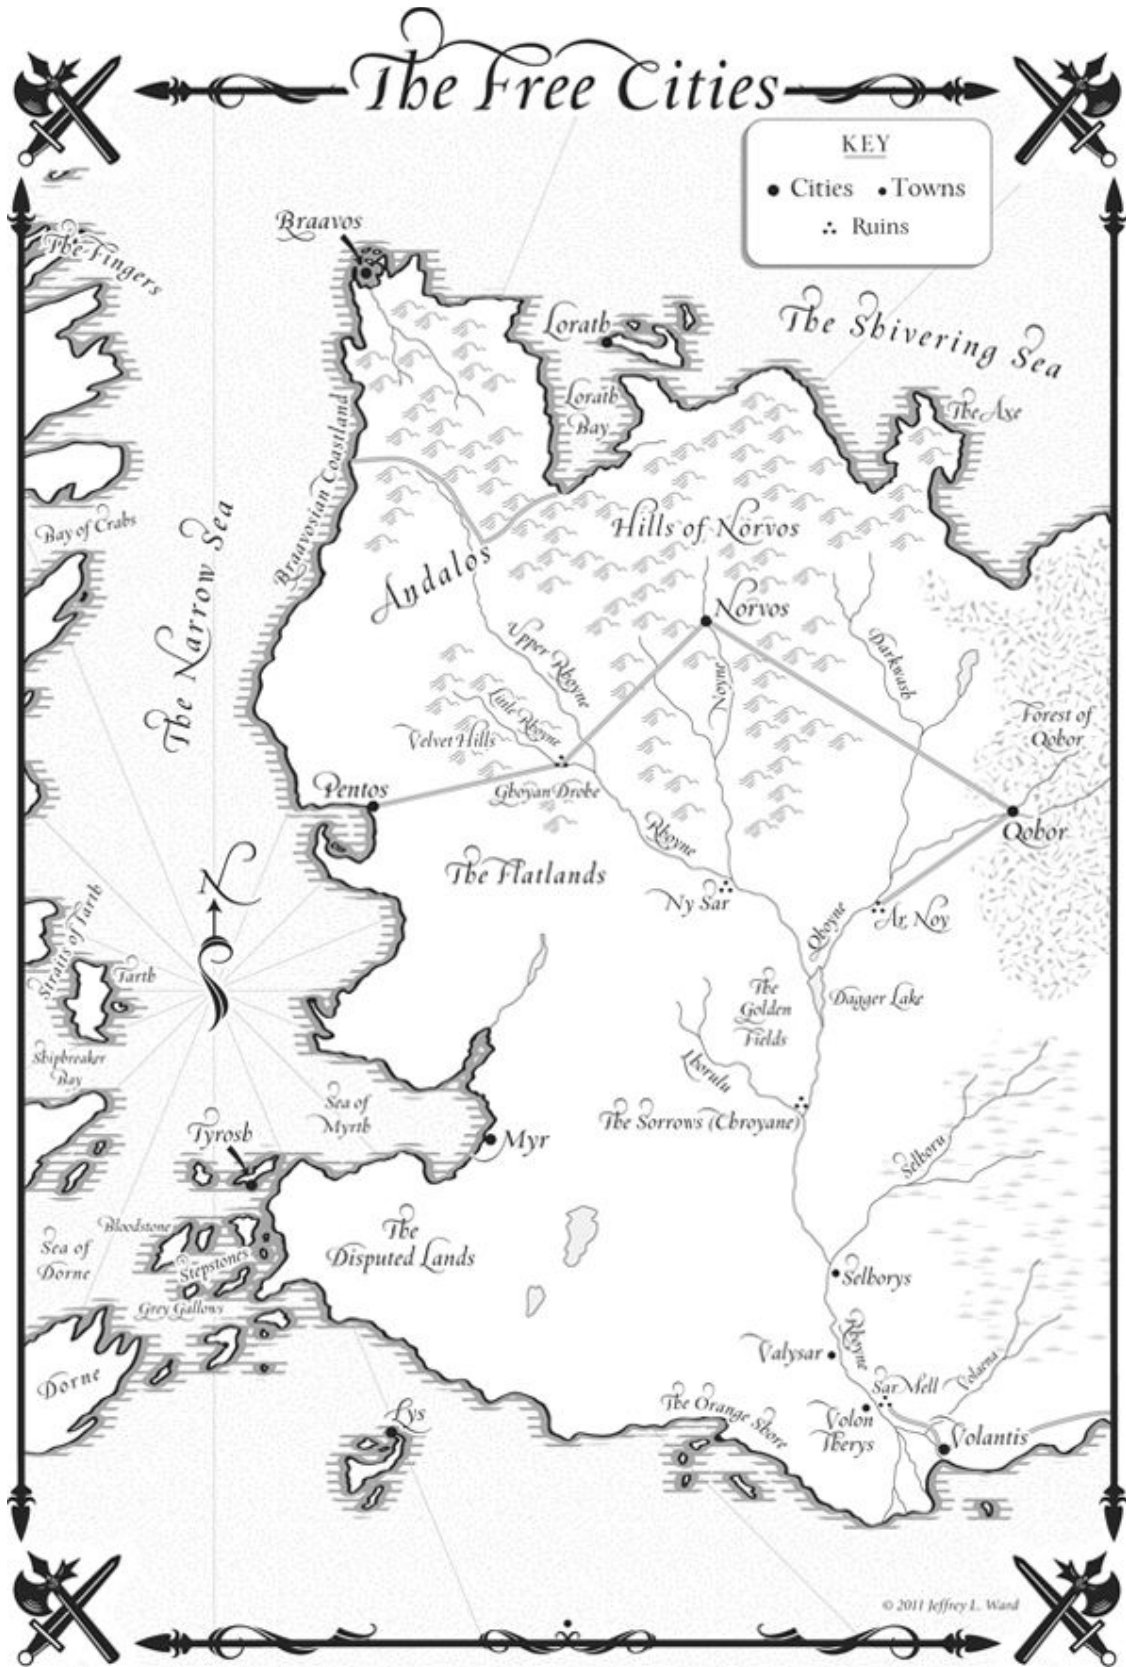 The Free Cities
KEY
Cities
Towns
Ruins
Braavos
The Fingers
Lorath
The Shivering Sea
Lorath
Bay
The Axe
Braavosian Coastland
Bay of Crabs
The Narrow Sea
Hills of Norvos
Andalos
Norvos
Upper Rhoyne
Noyne
Darkwash
Little Rhoyne
Velvet Hills
Forest of
Qohor
Pentos
Ghoyan Drohe
Qohor
Rhoyne
The Flatlands
N
Ny Sar
Ar Noy
Qhoyne
Straits of Tarth
Tarth
The
Golden
Fields
Dagger Lake
Shipbreaker
Bay
Lhorulu
Sea of
Myrth
The Sorrows (Chroyane)
Tyrosh
Myr
Selhoru
Bloodstone
Sea of
Dorne
Stepstones
The
Disputed Lands
Selhorys
Grey Gallows
Rhoyne
Valysar
Volaena
Dorne
Sar Mell
Lys
The Orange Shore
Volon
Therys
Volantis
© 2011 Jeffrey L. Ward